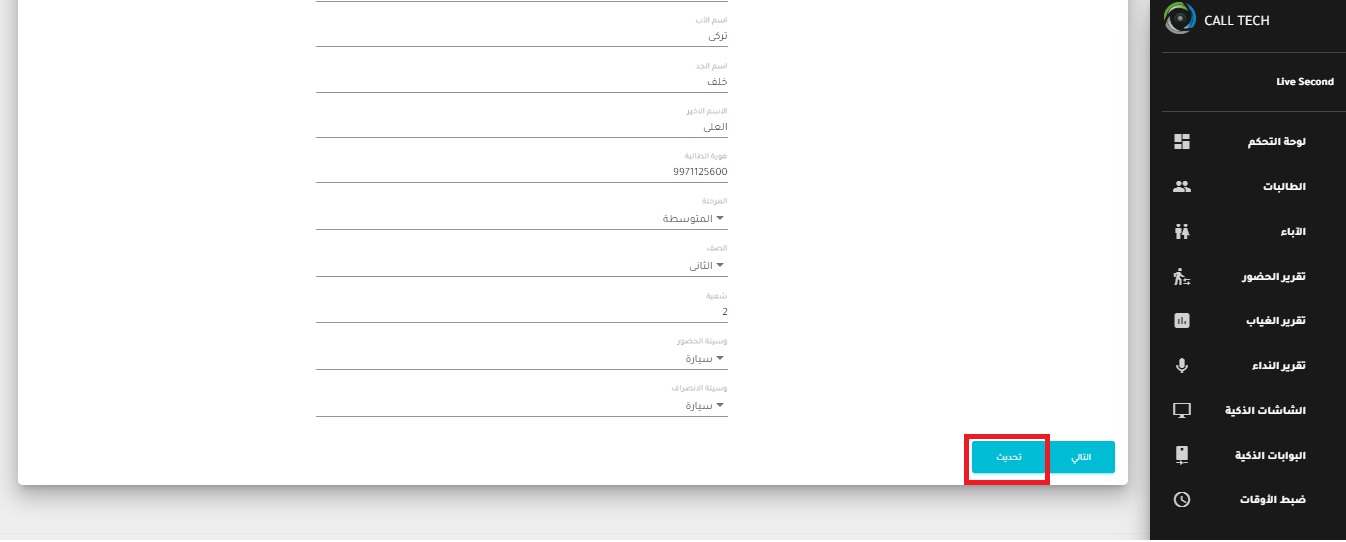 CALL TECH
Live Second
لوحة التحكم
الطالبات
الآباء
تقرير الحضور
تقرير الغياب
تقرير النداء
الشاشات الذكية
البوابات الذكية
ضبط الأوقات
اسم الأب
تركى
اسم الجد
خلف
الاسم الاخير
العلى
هوية الطالبة
9971125600
المرحلة
المتوسطة
الصف
الثانى
شعبة
2
وسيلة الحضور
سيارة
وسيلة الانصراف
سيارة
التالي
تحديث